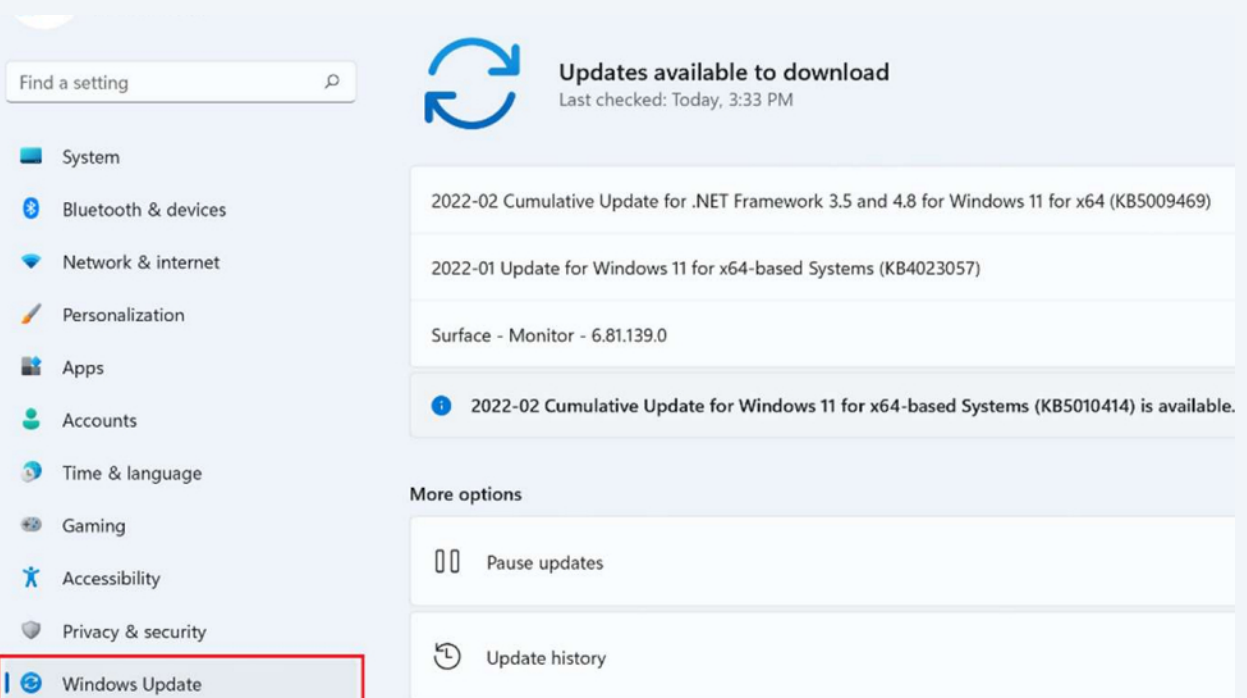 Find a setting
System
Bluetooth & devices
Network & internet
Personalization
Apps
Accounts
Time & language
Gaming
Accessibility
Privacy & security
Windows Update
Updates available to download
Last checked: Today, 3:33 PM
2022-02 Cumulative Update for .NET Framework 3.5 and 4.8 for Windows 11 for x64 (KB5009469)
2022-01 Update for Windows 11 for x64-based Systems (KB4023057)
Surface - Monitor - 6.81.139.0
2022-02 Cumulative Update for Windows 11 for x64-based Systems (KB5010414) is available.
More options
Pause updates
Update history